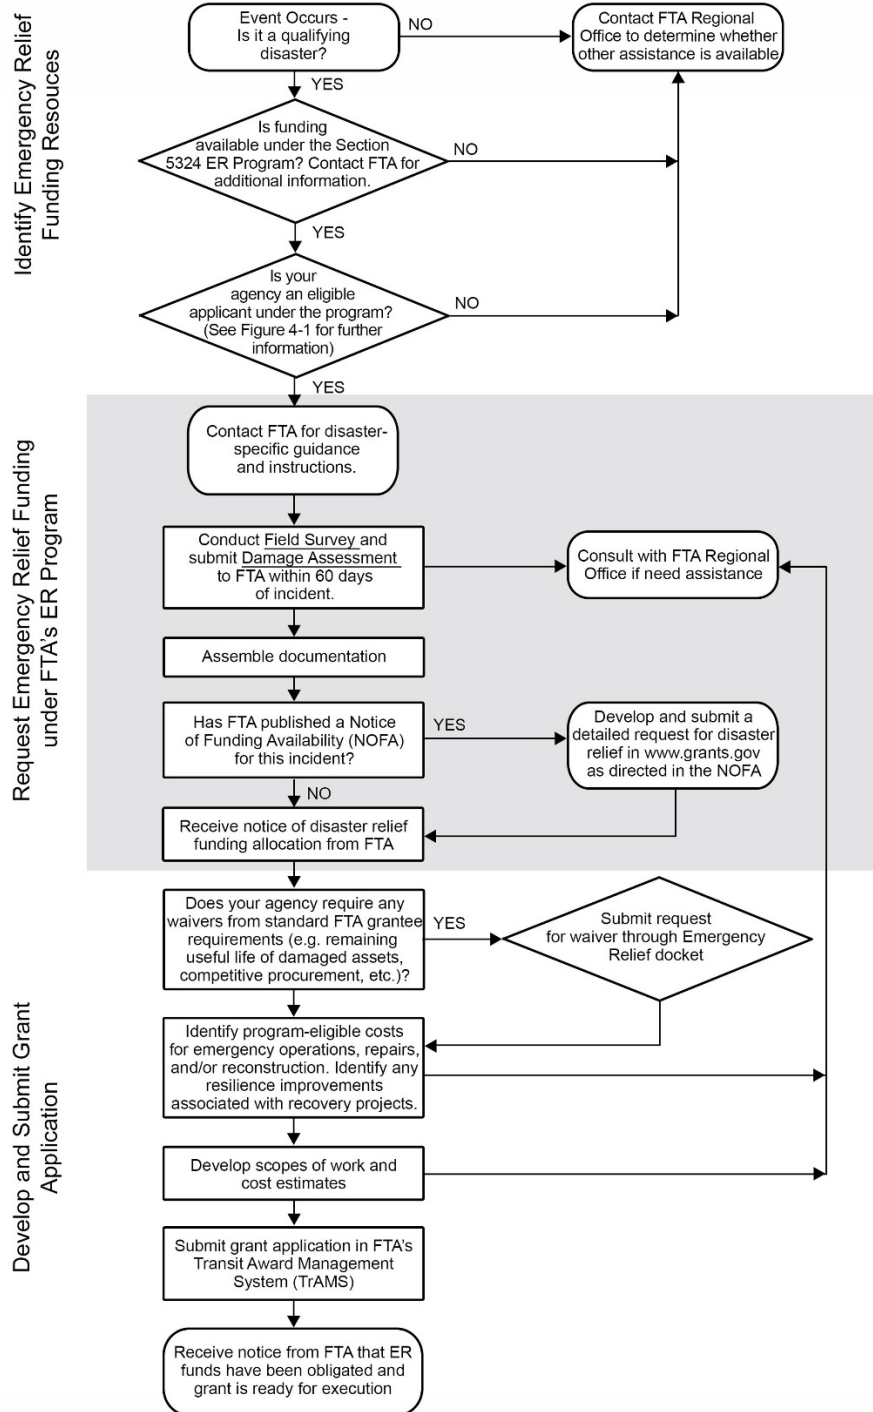 Identify Emergency Relief
Funding Resouces
Event Occurs -
Is it a qualifying
disaster?
NO
Contact FTA Regional
Office to determine whether
other assistance is available
YES
Is funding
available under the Section
5324 ER Program? Contact FTA for
additional information.
NO
YES
Is your
agency an eligible
applicant under the program?
(See Figure 4-1 for further
information)
NO
YES
Request Emergency Relief Funding
under FTA's ER Program
Contact FTA for disaster-
specific guidance
and instructions.
Conduct Field Survey and
submit Damage Assessment
to FTA within 60 days
of incident.
Consult with FTA Regional
Office if need assistance
Assemble documentation
Has FTA published a Notice
of Funding Availability (NOFA)
for this incident?
YES
Develop and submit a
detailed request for disaster
relief in www.grants.gov
as directed in the NOFA
NO
Receive notice of disaster relief
funding allocation from FTA
Develop and Submit Grant
Application
Does your agency require any
waivers from standard FTA grantee
requirements (e.g. remaining
useful life of damaged assets,
competitive procurement, etc.)?
YES
Submit request
for waiver through Emergency
Relief docket
Identify program-eligible costs
for emergency operations, repairs,
and/or reconstruction. Identify any
resilience improvements
associated with recovery projects.
Develop scopes of work and
cost estimates
Submit grant application in FTA's
Transit Award Management
System (TrAMS)
Receive notice from FTA that ER
funds have been obligated and
grant is ready for execution